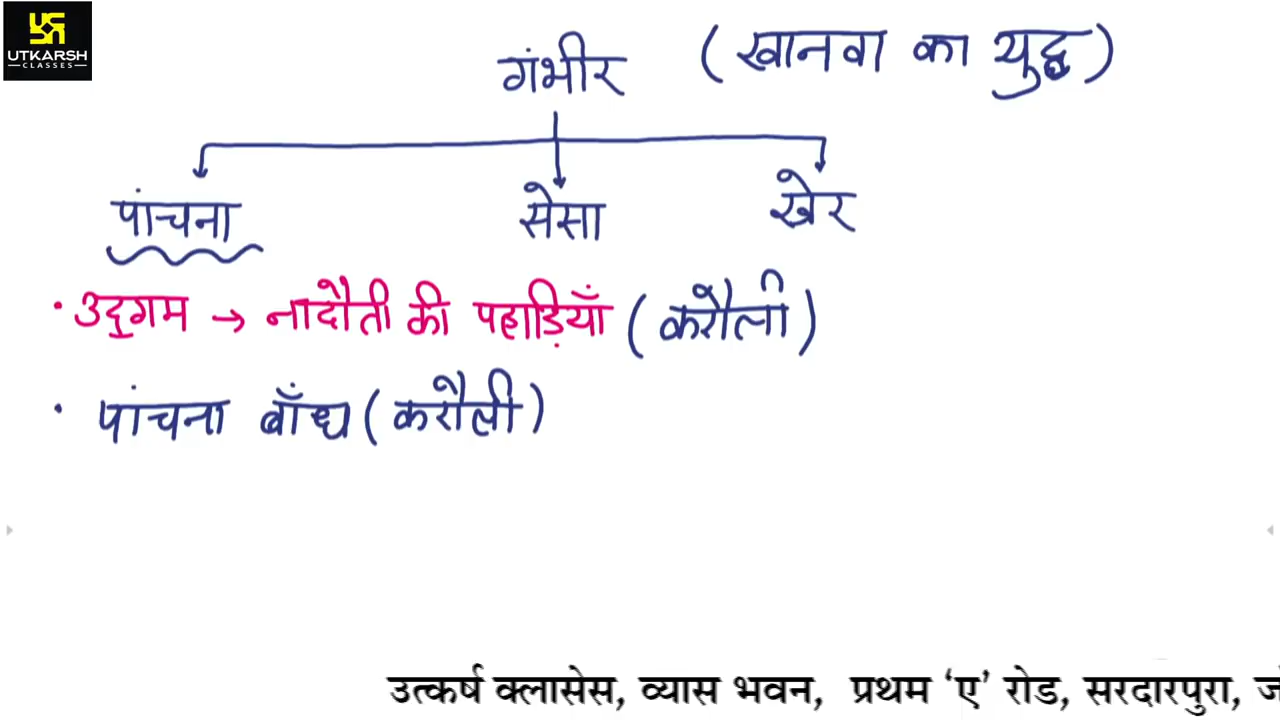 UTKARSH
CLASSES
गंभीर (खानवा का युद्ध)
पांचना सेसा खेर
· उद्गम → नादौती की पहाड़ियाँ (करौली)
· पांचना बाँध (करौली)
उत्कर्ष क्लासेस, व्यास भवन, प्रथम ‘ए’ रोड, सरदारपुरा,